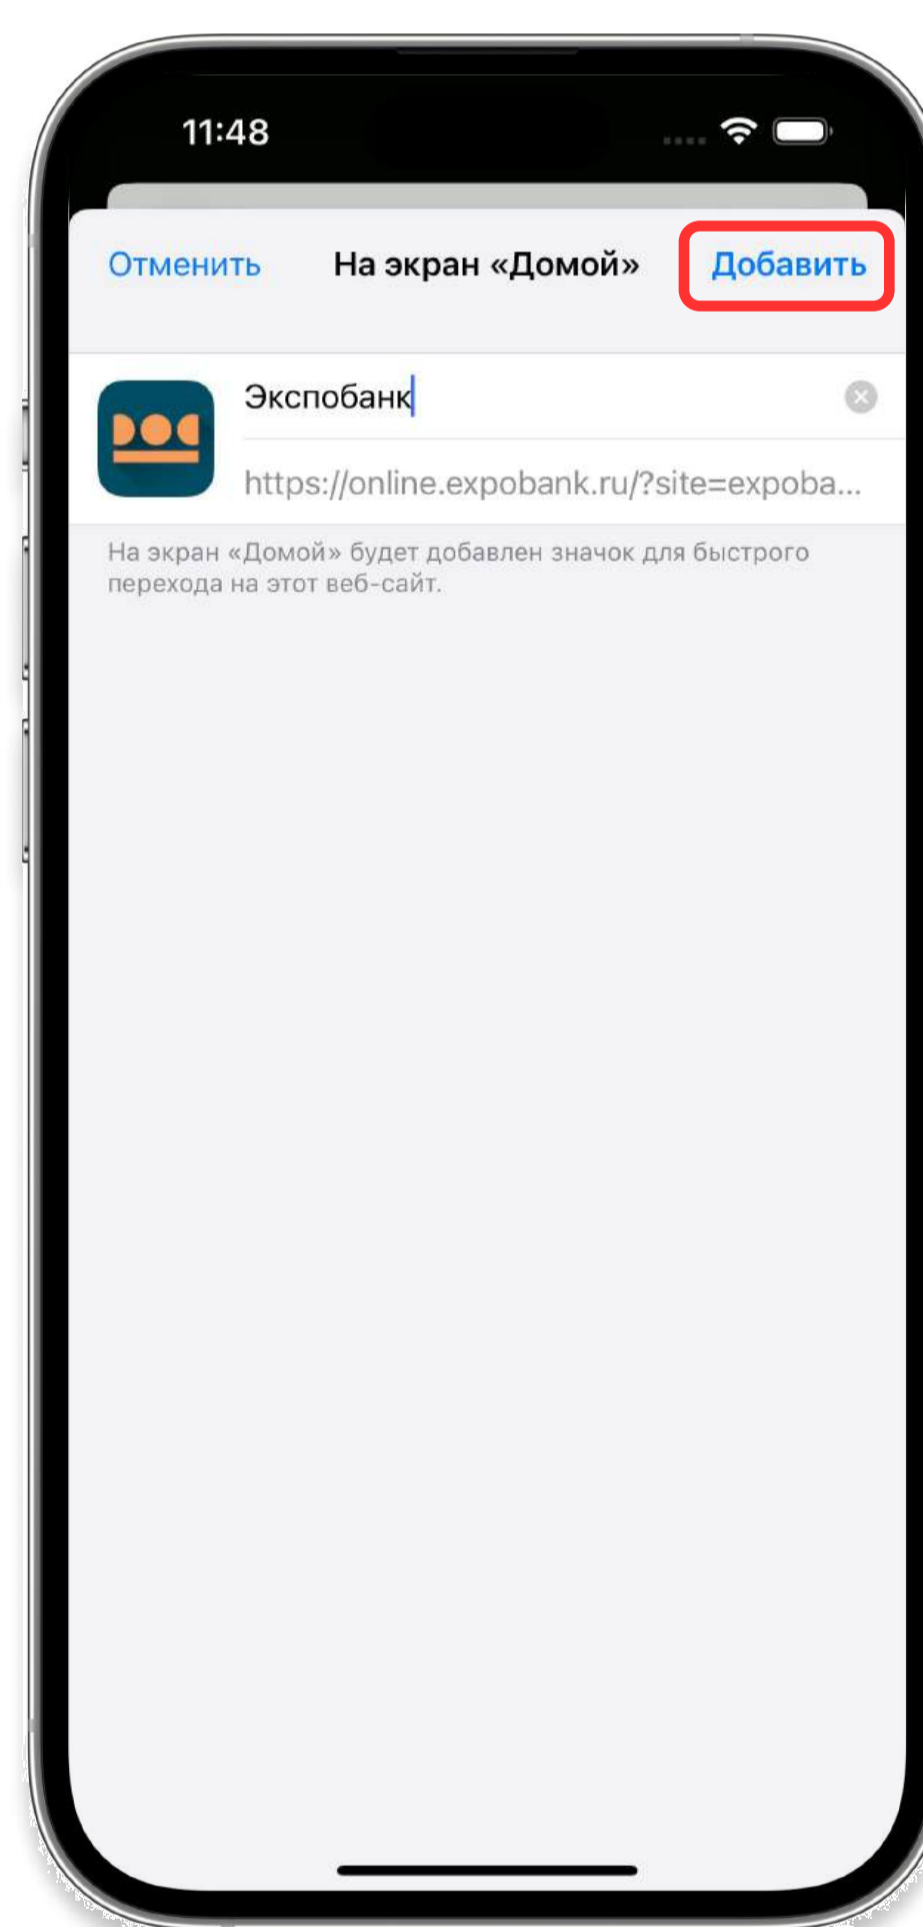 11:48
Отменить На экран «Домой» Добавить
Экспобанк
https://online.expobank.ru/?site=expoba...
На экран «Домой» будет добавлен значок для быстрого
перехода на этот веб-сайт.